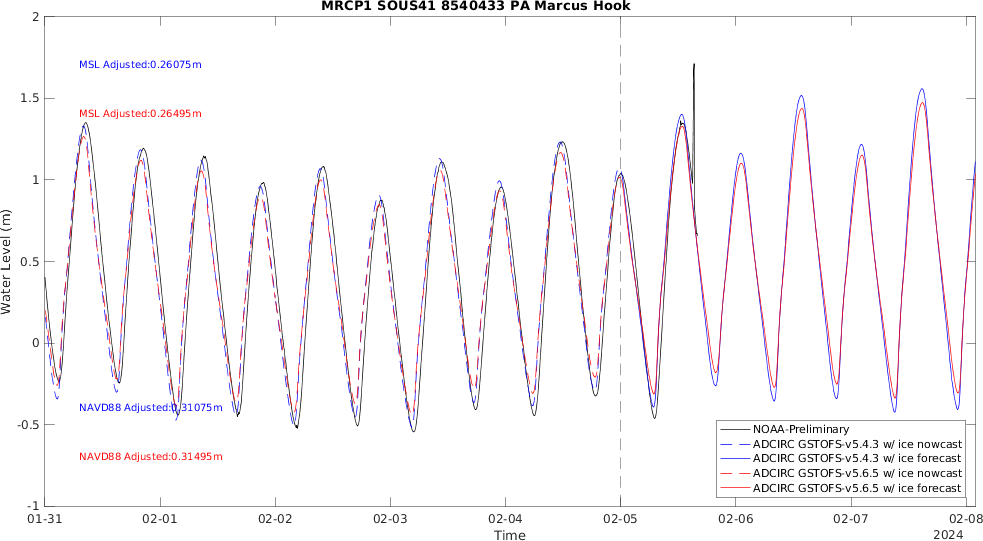 MRCP1 SOUS41 8540433 PA Marcus Hook
2
MSL Adjusted:0.26075m
1.5
MSL Adjusted:0.26495m
1
0.5
Water Level (m)
0
NAVD88 Adjusted:0.31075m
-0.5
NAVD88 Adjusted:0.31495m
-1
NOAA-Preliminary
ADCIRC GSTOFS-v5.4.3 w/ ice nowcast
ADCIRC GSTOFS-v5.4.3 w/ ice forecast
ADCIRC GSTOFS-v5.6.5 w/ ice nowcast
ADCIRC GSTOFS-v5.6.5 w/ ice forecast
01-31 02-01 02-02 02-03 02-04 02-05 02-06 02-07 02-08
Time
2024